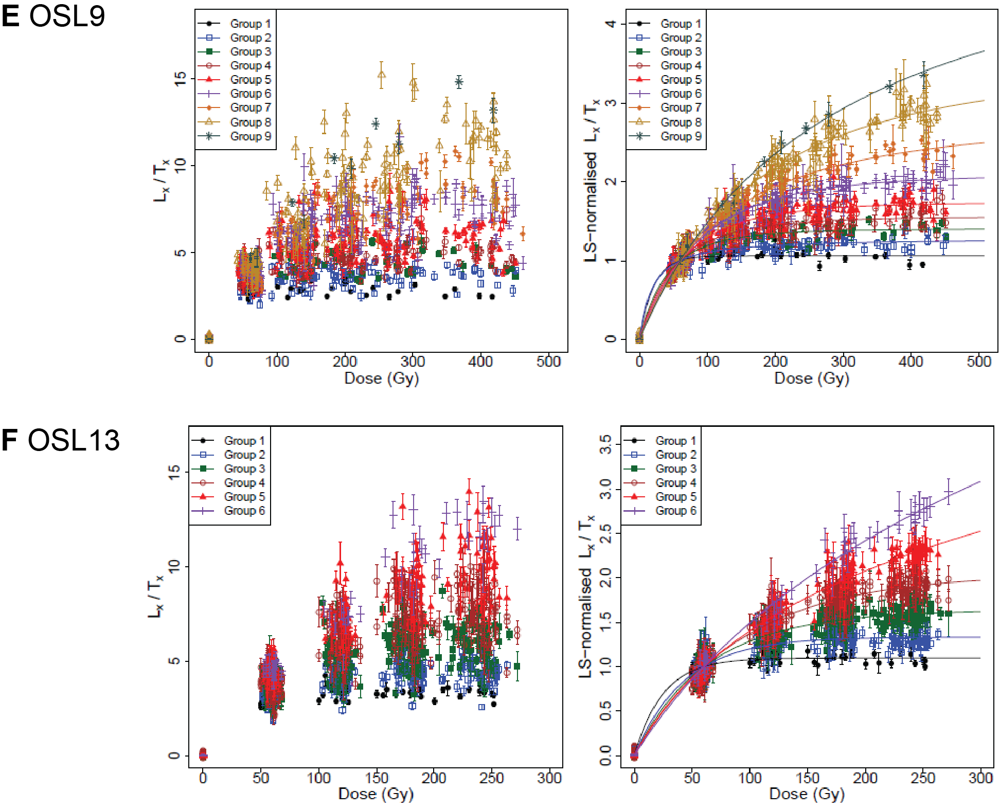 E OSL9
Group 1
Group 2
Group 3
Group 4
Group 5
Group 6
Group 7
Group 8
Group 9
Lx / Tx
0 5 10 15
0 100 200 300 400 500
Dose (Gy)
Group 1
Group 2
Group 3
Group 4
Group 5
Group 6
Group 7
Group 8
Group 9
LS-normalised Lx / Tx
0 1 2 3 4
0 100 200 300 400 500
Dose (Gy)
F OSL13
Group 1
Group 2
Group 3
Group 4
Group 5
Group 6
Lx / Tx
0 5 10 15
0 50 100 150 200 250 300
Dose (Gy)
Group 1
Group 2
Group 3
Group 4
Group 5
Group 6
LS-normalised Lx / Tx
0.0 0.5 1.0 1.5 2.0 2.5 3.0 3.5
0 50 100 150 200 250 300
Dose (Gy)